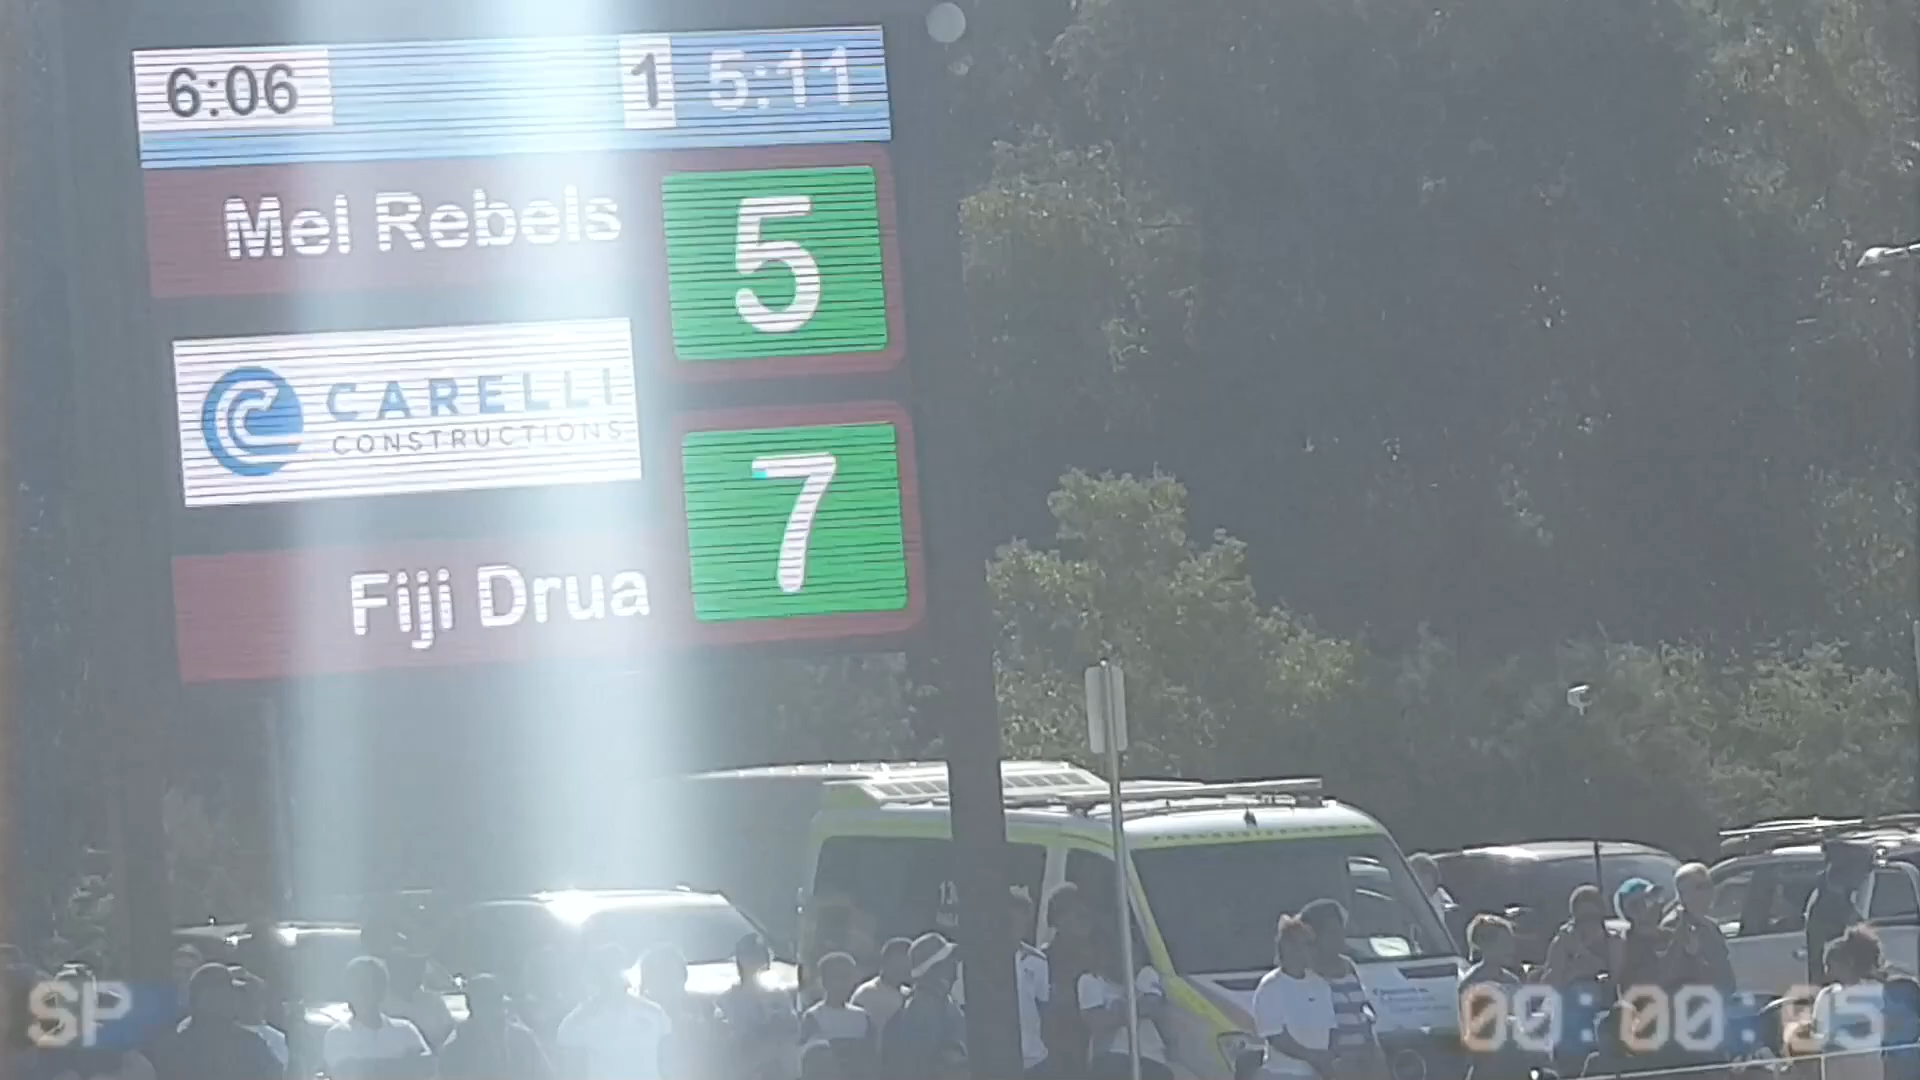 6:06 1 5:11
Mel Rebels 5
CARELLI
CONSTRUCTIONS
7
Fiji Drua
SP 00:00:05